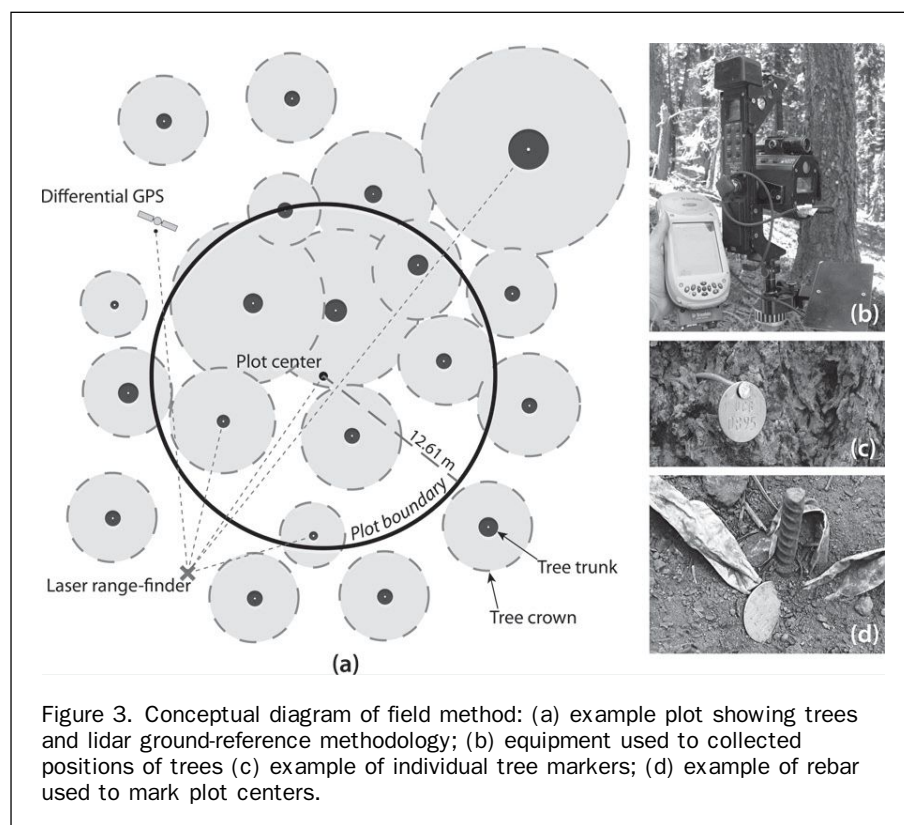 Differential GPS
(b)
Plot center
(c)
12.61 m
Plot boundary
Laser range-finder
Tree trunk
Tree crown
(d)
(a)
Figure 3. Conceptual diagram of field method: (a) example plot showing trees
and lidar ground-reference methodology; (b) equipment used to collected
positions of trees (c) example of individual tree markers; (d) example of rebar
used to mark plot centers.